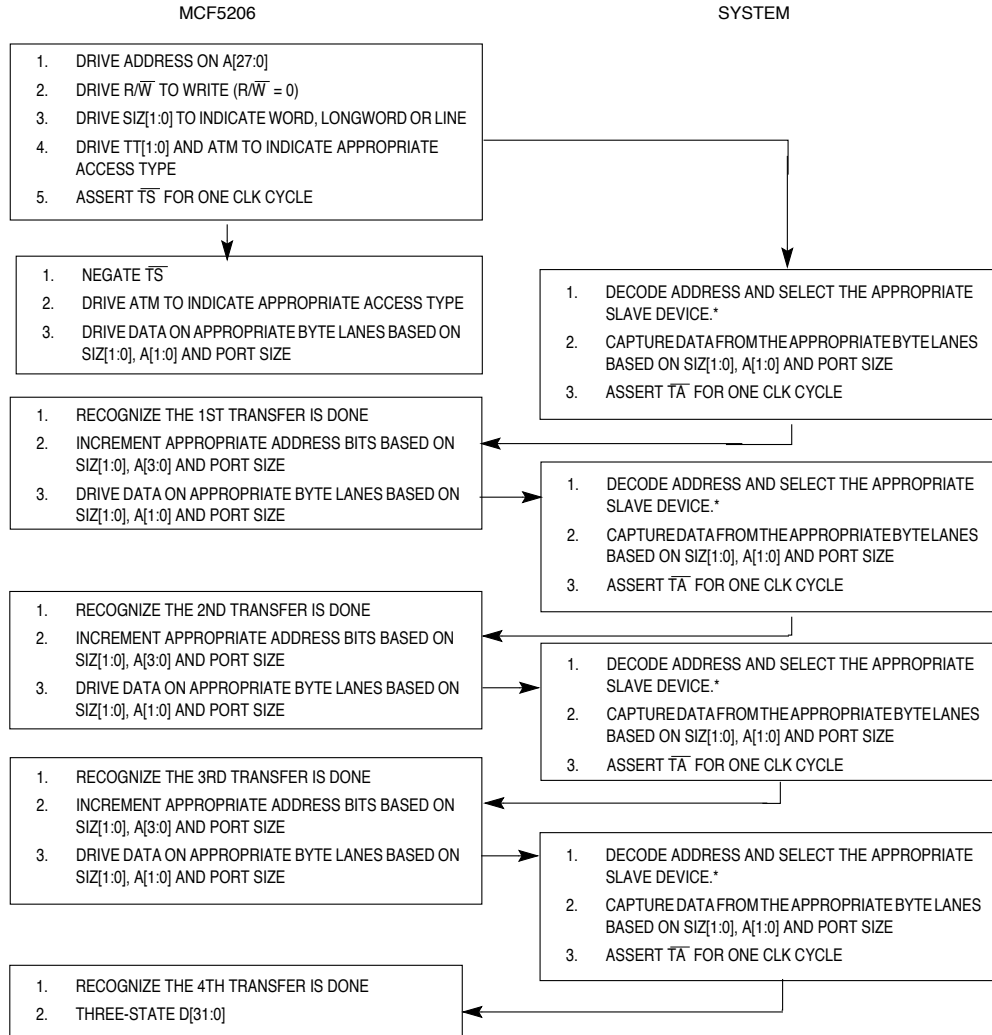 MCF5206
SYSTEM
1. DRIVE ADDRESS ON A[27:0]
2. DRIVE R/W̅ TO WRITE (R/W̅ = 0)
3. DRIVE SIZ[1:0] TO INDICATE WORD, LONGWORD OR LINE
4. DRIVE TT[1:0] AND ATM TO INDICATE APPROPRIATE
ACCESS TYPE
5. ASSERT T̅S̅ FOR ONE CLK CYCLE
1. NEGATE T̅S̅
2. DRIVE ATM TO INDICATE APPROPRIATE ACCESS TYPE
3. DRIVE DATA ON APPROPRIATE BYTE LANES BASED ON
SIZ[1:0], A[1:0] AND PORT SIZE
1. DECODE ADDRESS AND SELECT THE APPROPRIATE
SLAVE DEVICE.*
2. CAPTURE DATA FROM THE APPROPRIATE BYTE LANES
BASED ON SIZ[1:0], A[1:0] AND PORT SIZE
3. ASSERT T̅A̅ FOR ONE CLK CYCLE
1. RECOGNIZE THE 1ST TRANSFER IS DONE
2. INCREMENT APPROPRIATE ADDRESS BITS BASED ON
SIZ[1:0], A[3:0] AND PORT SIZE
3. DRIVE DATA ON APPROPRIATE BYTE LANES BASED ON
SIZ[1:0], A[1:0] AND PORT SIZE
1. DECODE ADDRESS AND SELECT THE APPROPRIATE
SLAVE DEVICE.*
2. CAPTURE DATA FROM THE APPROPRIATE BYTE LANES
BASED ON SIZ[1:0], A[1:0] AND PORT SIZE
3. ASSERT T̅A̅ FOR ONE CLK CYCLE
1. RECOGNIZE THE 2ND TRANSFER IS DONE
2. INCREMENT APPROPRIATE ADDRESS BITS BASED ON
SIZ[1:0], A[3:0] AND PORT SIZE
3. DRIVE DATA ON APPROPRIATE BYTE LANES BASED ON
SIZ[1:0], A[1:0] AND PORT SIZE
1. DECODE ADDRESS AND SELECT THE APPROPRIATE
SLAVE DEVICE.*
2. CAPTURE DATA FROM THE APPROPRIATE BYTE LANES
BASED ON SIZ[1:0], A[1:0] AND PORT SIZE
3. ASSERT T̅A̅ FOR ONE CLK CYCLE
1. RECOGNIZE THE 3RD TRANSFER IS DONE
2. INCREMENT APPROPRIATE ADDRESS BITS BASED ON
SIZ[1:0], A[3:0] AND PORT SIZE
3. DRIVE DATA ON APPROPRIATE BYTE LANES BASED ON
SIZ[1:0], A[1:0] AND PORT SIZE
1. DECODE ADDRESS AND SELECT THE APPROPRIATE
SLAVE DEVICE.*
2. CAPTURE DATA FROM THE APPROPRIATE BYTE LANES
BASED ON SIZ[1:0], A[1:0] AND PORT SIZE
3. ASSERT T̅A̅ FOR ONE CLK CYCLE
1. RECOGNIZE THE 4TH TRANSFER IS DONE
2. THREE-STATE D[31:0]